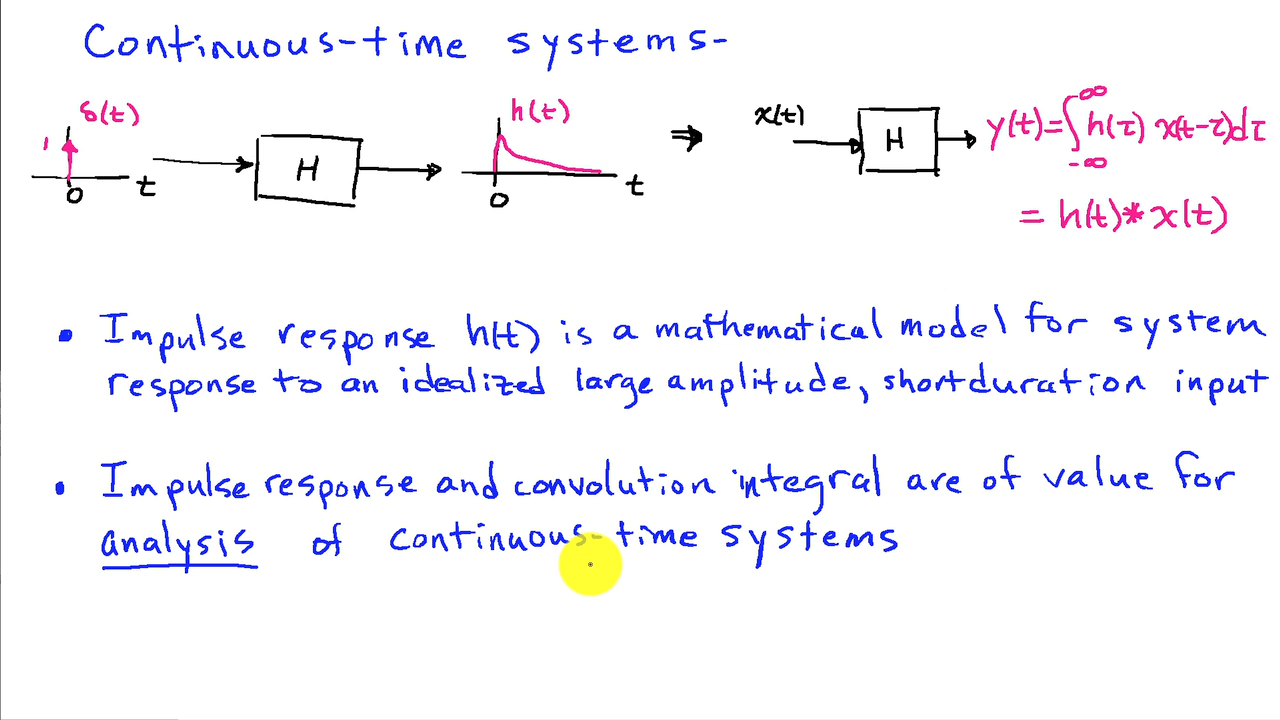 Continuous-time systems-
δ(t) h(t) x(t) H y(t)=∫_{-∞}^{∞} h(τ) x(t-τ)dτ
1 H
0 t 0 t
= h(t)* x(t)
• Impulse response h(t) is a mathematical model for system
response to an idealized large amplitude, short duration input
• Impulse response and convolution integral are of value for
analysis of continuous-time systems